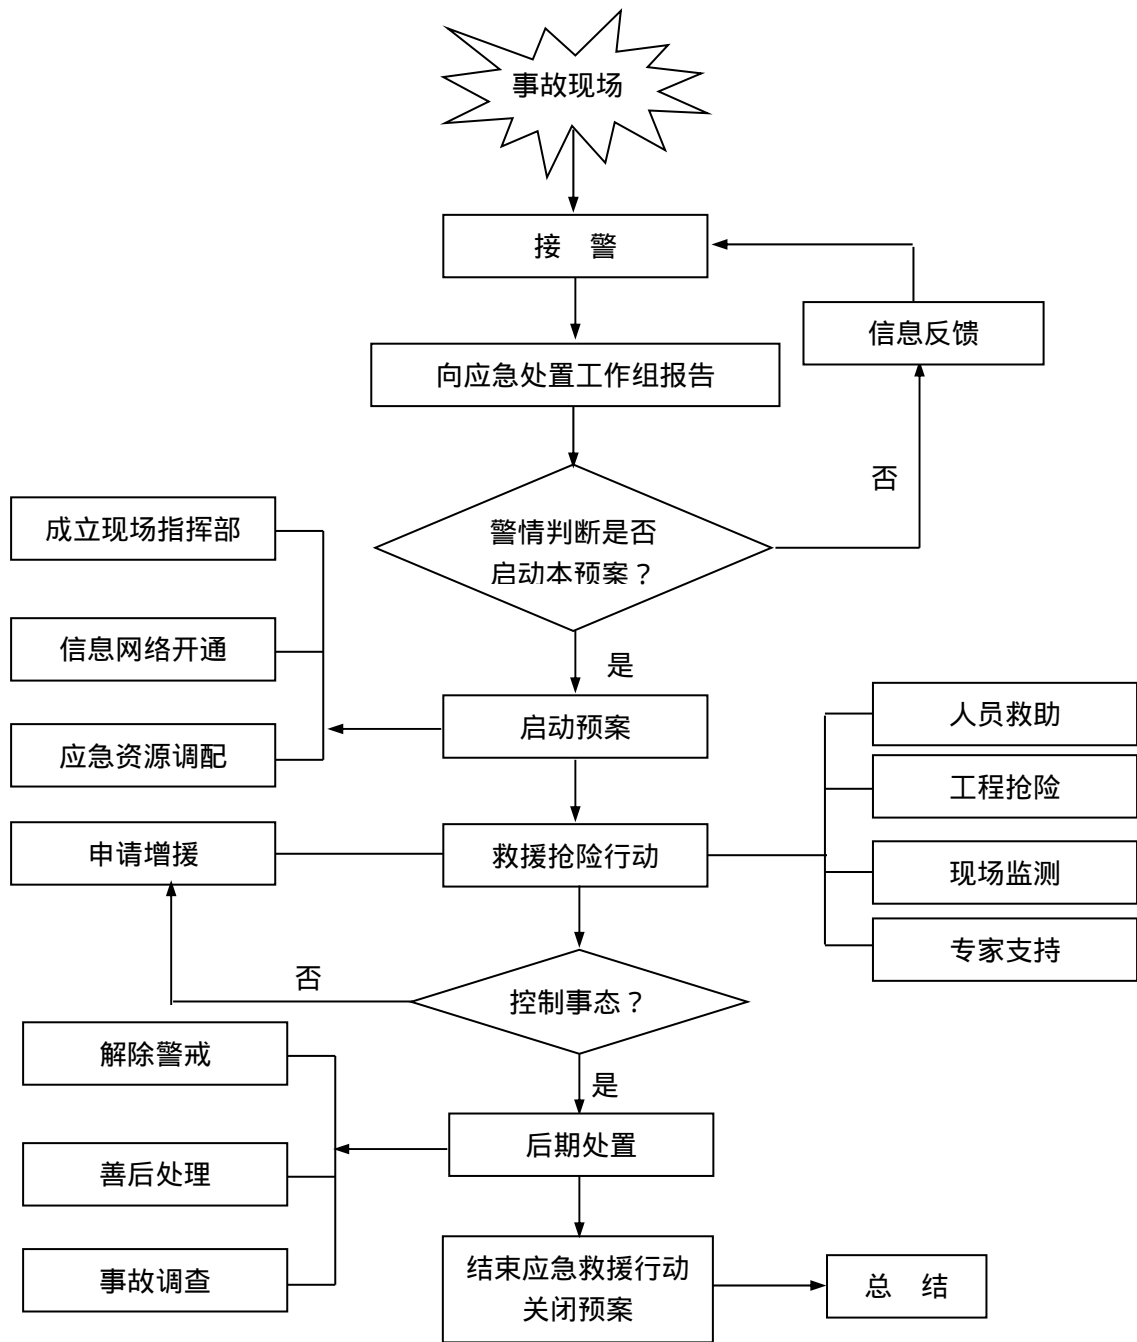 事故现场
接　警
信息反馈
向应急处置工作组报告
否
警情判断是否
启动本预案？
成立现场指挥部
信息网络开通
应急资源调配
是
启动预案
人员救助
工程抢险
现场监测
专家支持
申请增援
救援抢险行动
否
控制事态？
是
解除警戒
善后处理
事故调查
后期处置
结束应急救援行动
关闭预案
总　结